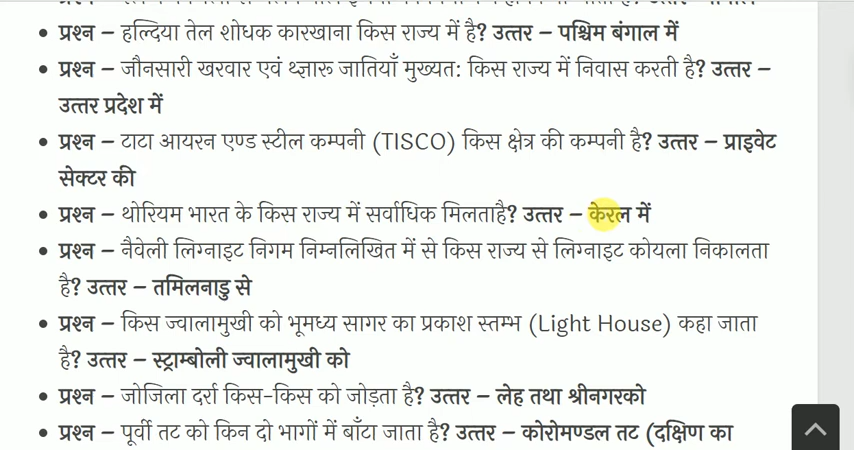 हल्दिया तेल शोधक कारखाना किस राज्य में है? उत्तर – पश्चिम बंगाल में
प्रश्न – जौनसारी खरवार एवं थ्जारू जातियाँ मुख्यत: किस राज्य में निवास करती है? उत्तर –
उत्तर प्रदेश में
प्रश्न – टाटा आयरन एण्ड स्टील कम्पनी (TISCO) किस क्षेत्र की कम्पनी है? उत्तर – प्राइवेट
सेक्टर की
प्रश्न – थोरियम भारत के किस राज्य में सर्वाधिक मिलताहै? उत्तर – केरल में
प्रश्न – नैवेली लिग्नाइट निगम निम्नलिखित में से किस राज्य से लिग्नाइट कोयला निकालता
है? उत्तर – तमिलनाडु से
प्रश्न – किस ज्वालामुखी को भूमध्य सागर का प्रकाश स्तम्भ (Light House) कहा जाता
है? उत्तर – स्ट्राम्बोली ज्वालामुखी को
प्रश्न – जोजिला दर्रा किस-किस को जोड़ता है? उत्तर – लेह तथा श्रीनगरको
प्रश्न – पूर्वी तट को किन दो भागों में बाँटा जाता है? उत्तर – कोरोमण्डल तट (दक्षिण का